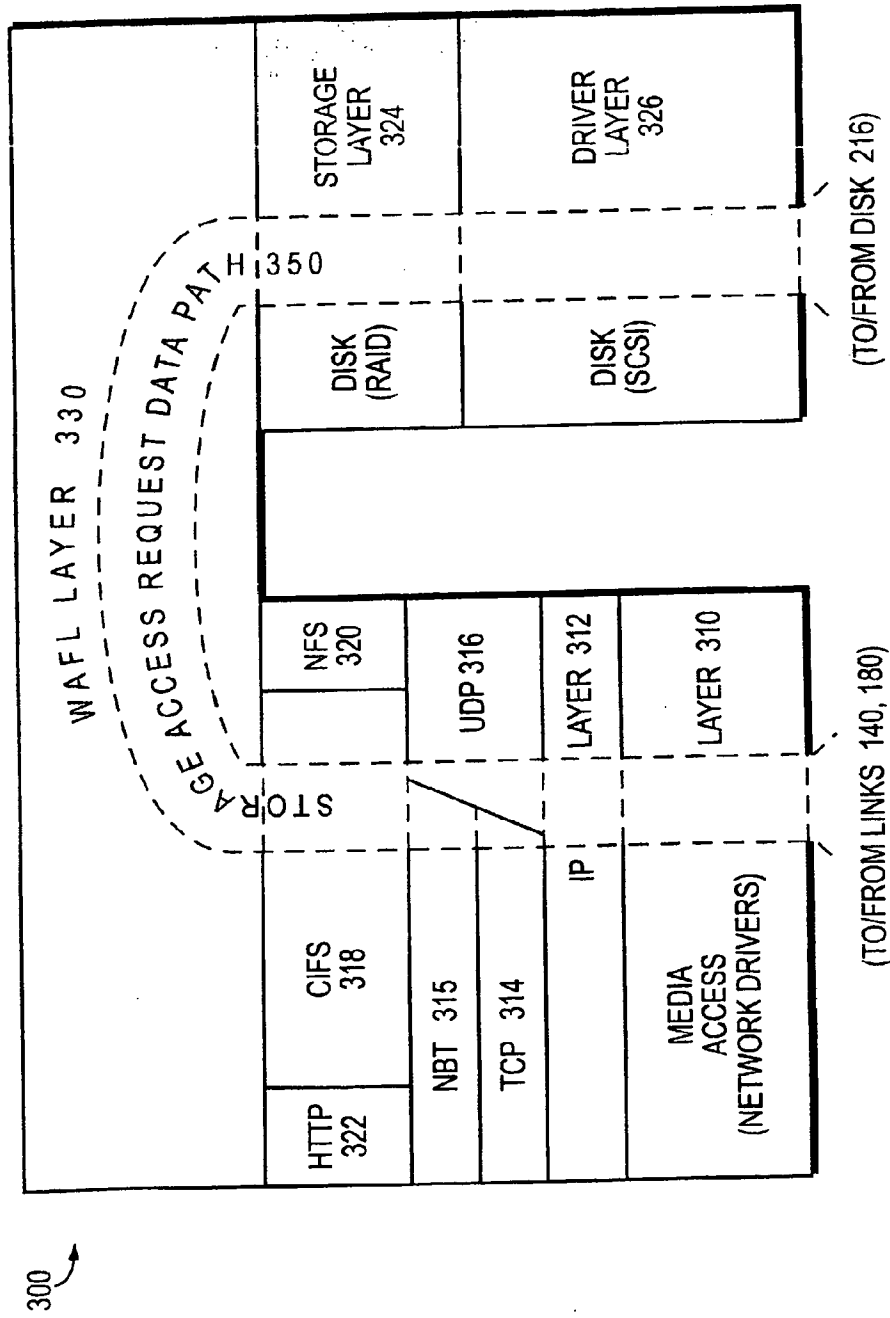 300
WAFL LAYER 330
STORAGE ACCESS REQUEST DATA PATH 350
HTTP
322
CIFS
318
NFS
320
NBT 315
TCP 314
UDP 316
IP
LAYER 312
MEDIA
ACCESS
(NETWORK DRIVERS)
LAYER 310
(TO/FROM LINKS 140, 180)
DISK
(RAID)
STORAGE
LAYER
324
DISK
(SCSI)
DRIVER
LAYER
326
(TO/FROM DISK 216)